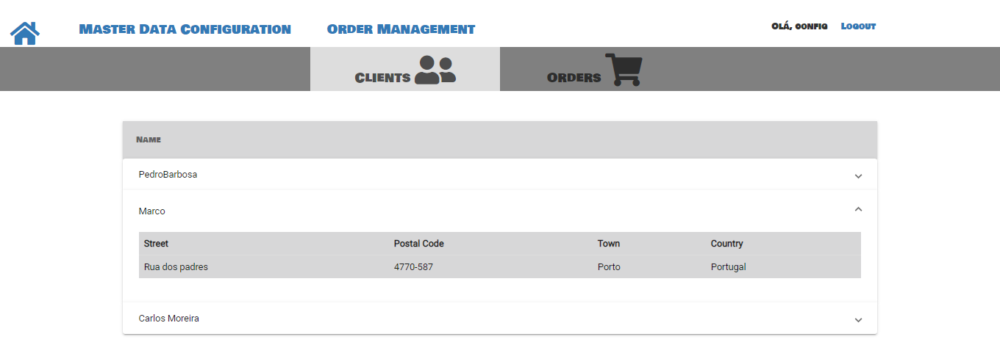 Master Data Configuration Order Management Olá, config Logout
Clients Orders
Name
PedroBarbosa
Marco
Street Postal Code Town Country
Rua dos padres 4770-587 Porto Portugal
Carlos Moreira